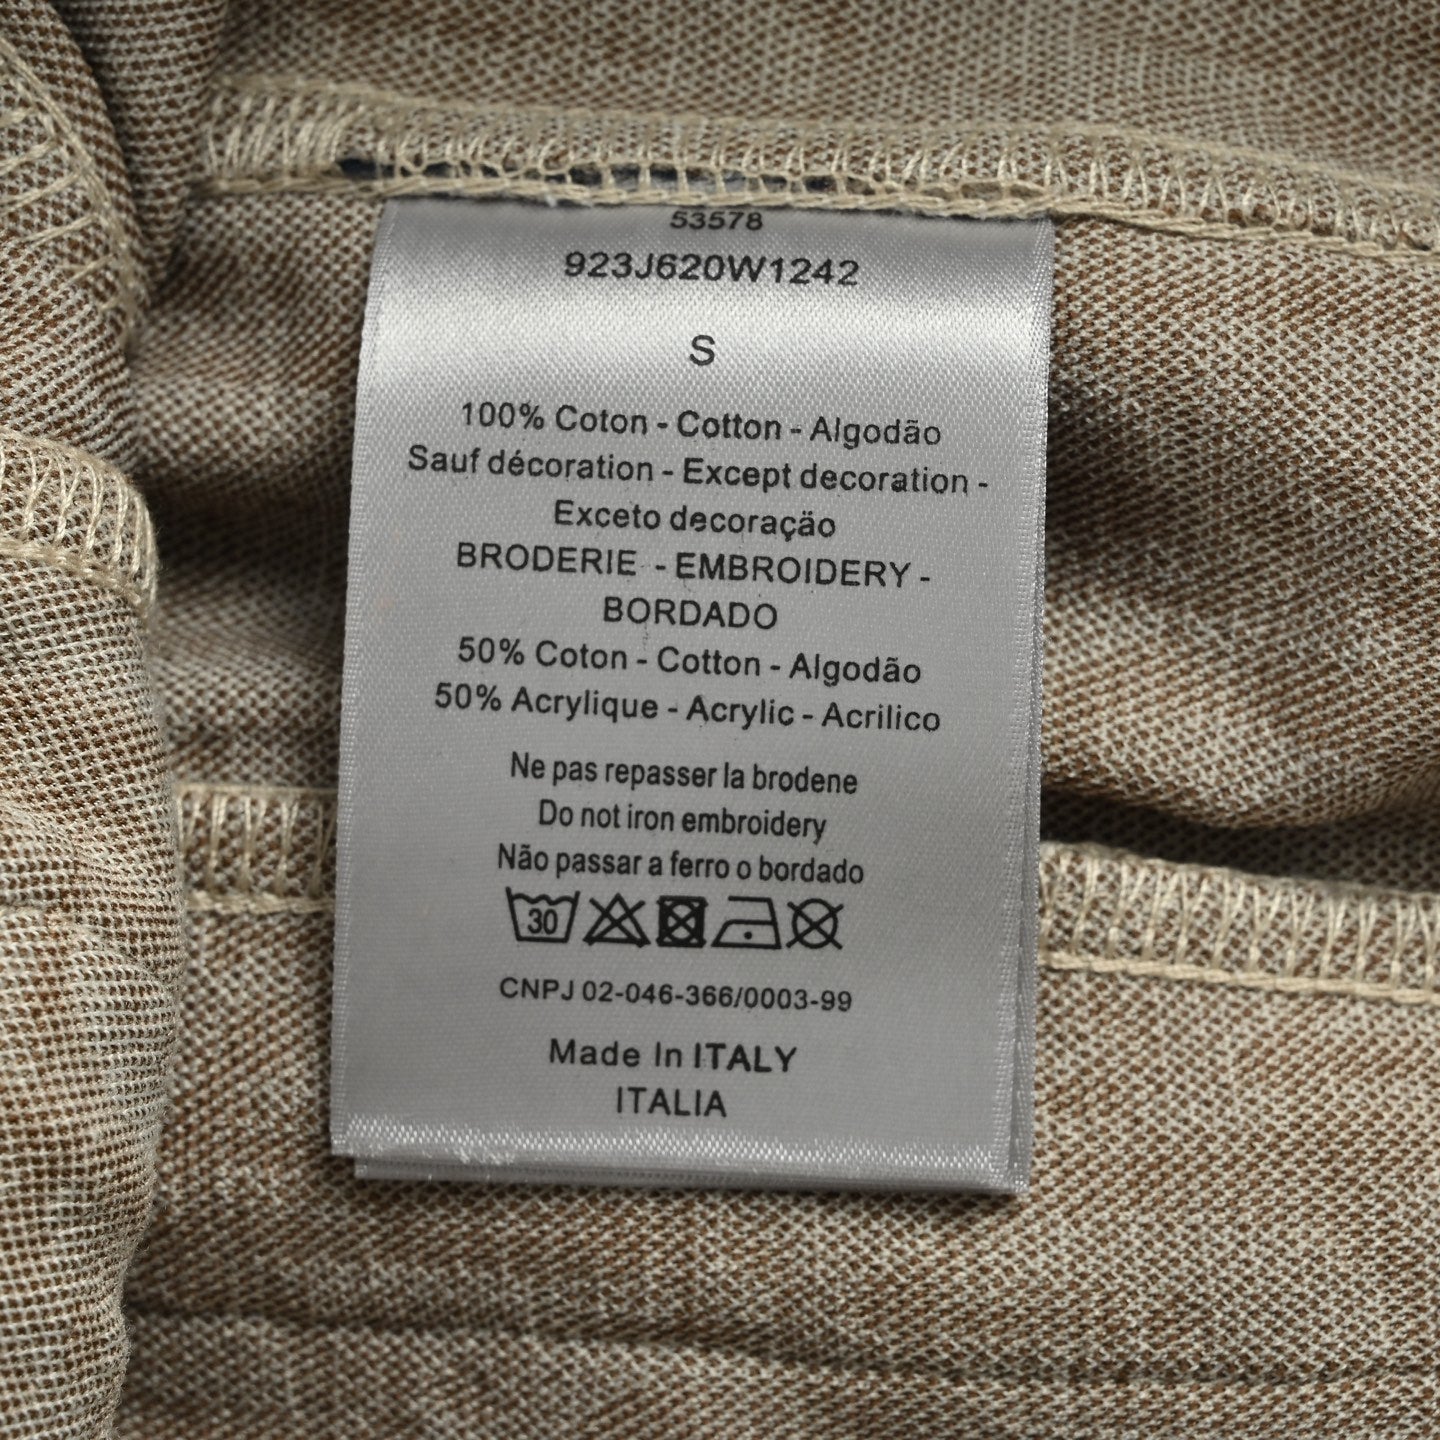 53578
923J620W1242
S
100% Coton - Cotton - Algodão
Sauf décoration - Except decoration -
Exceto decoração
BRODERIE - EMBROIDERY -
BORDADO
50% Coton - Cotton - Algodão
50% Acrylique - Acrylic - Acrilico
Ne pas repasser la brodene
Do not iron embroidery
Não passar a ferro o bordado
30
CNPJ 02-046-366/0003-99
Made In ITALY
ITALIA